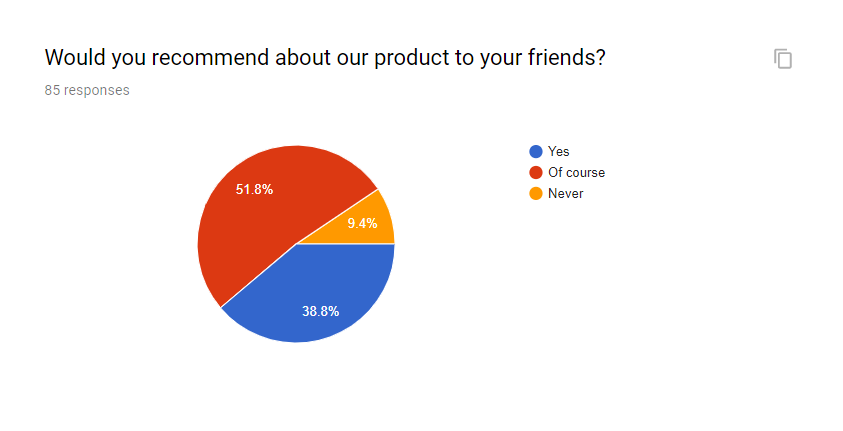 Would you recommend about our product to your friends?
85 responses
Yes
Of course
Never
51.8%
9.4%
38.8%